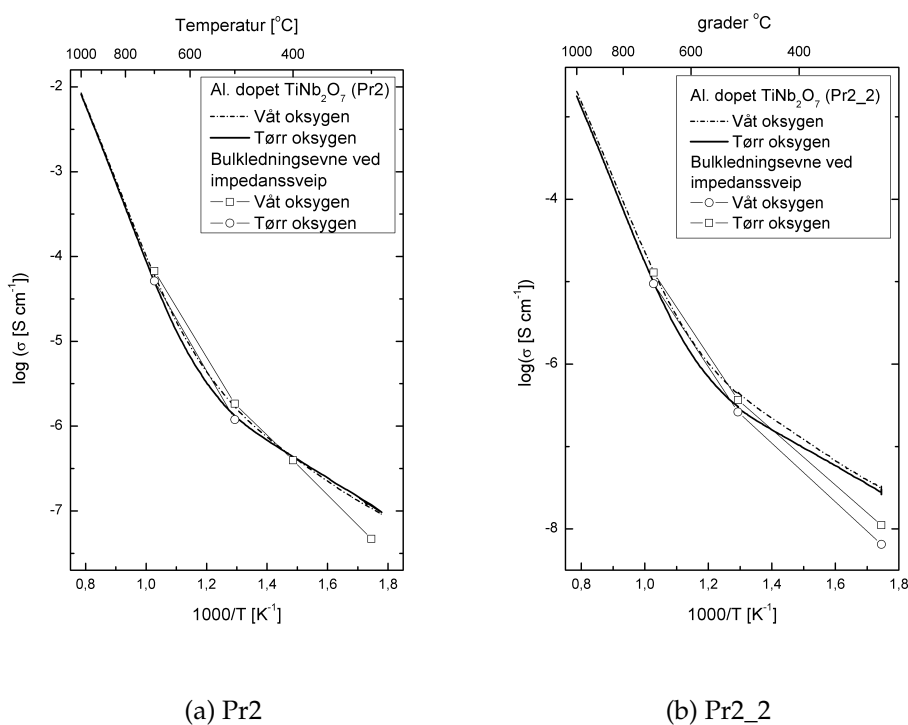 Temperatur [°C]
1000 800 600 400
Al. dopet TiNb₂O₇ (Pr2)
Våt oksygen
Tørr oksygen
Bulkledningsevne ved
impedanssveip
Våt oksygen
Tørr oksygen
log (σ [S cm⁻¹])
-2
-3
-4
-5
-6
-7
0,8 1,0 1,2 1,4 1,6 1,8
1000/T [K⁻¹]
(a) Pr2
grader °C
1000 800 600 400
Al. dopet TiNb₂O₇ (Pr2_2)
Våt oksygen
Tørr oksygen
Bulkledningsevne ved
impedanssveip
Våt oksygen
Tørr oksygen
log(σ [S cm⁻¹])
-4
-6
-8
0,8 1,0 1,2 1,4 1,6 1,8
1000/T [K⁻¹]
(b) Pr2_2